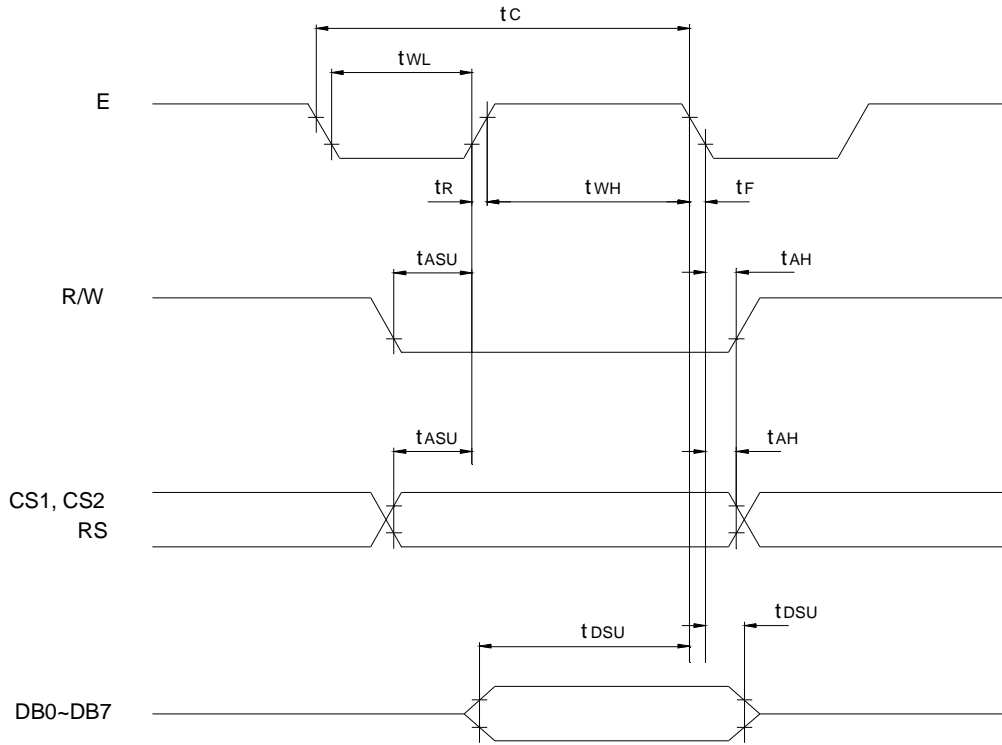 tC
tWL
E
tR
tWH
tF
tASU
tAH
R/W
tASU
tAH
CS1, CS2
RS
tDSU
tDSU
DB0~DB7